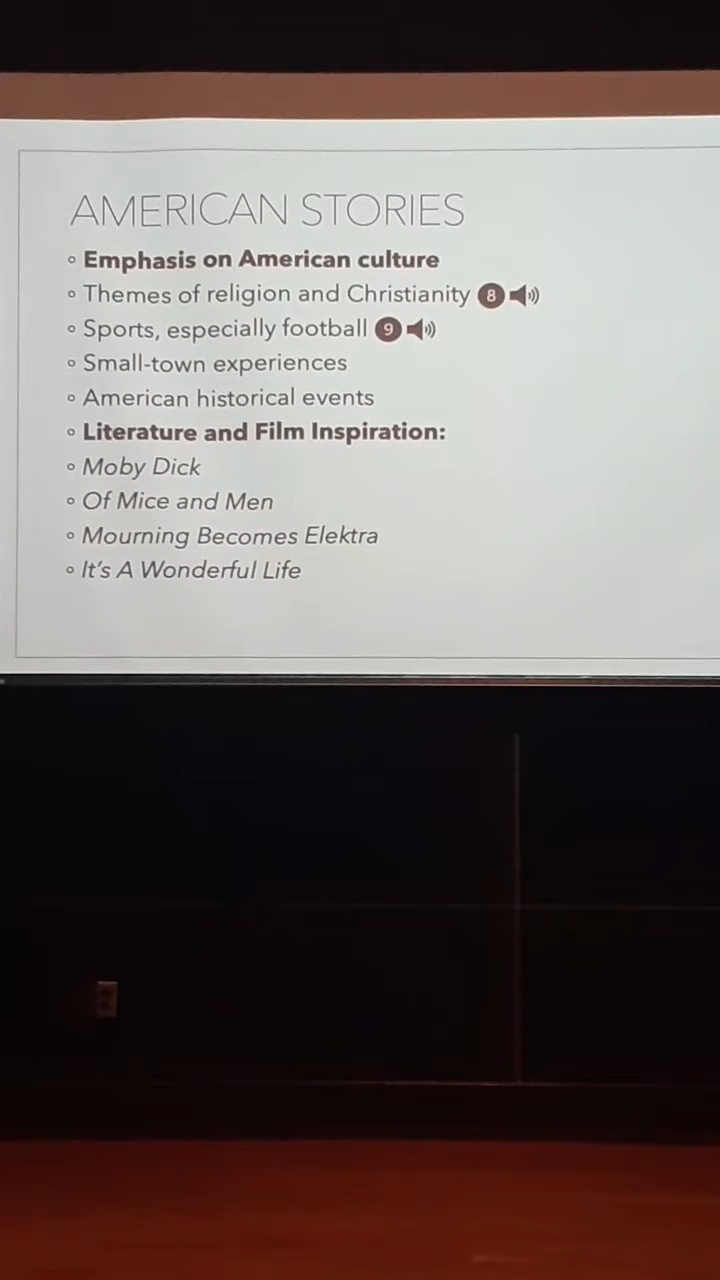 AMERICAN STORIES
◦ Emphasis on American culture
◦ Themes of religion and Christianity 8
◦ Sports, especially football 9
◦ Small-town experiences
◦ American historical events
◦ Literature and Film Inspiration:
◦ Moby Dick
◦ Of Mice and Men
◦ Mourning Becomes Elektra
◦ It's A Wonderful Life